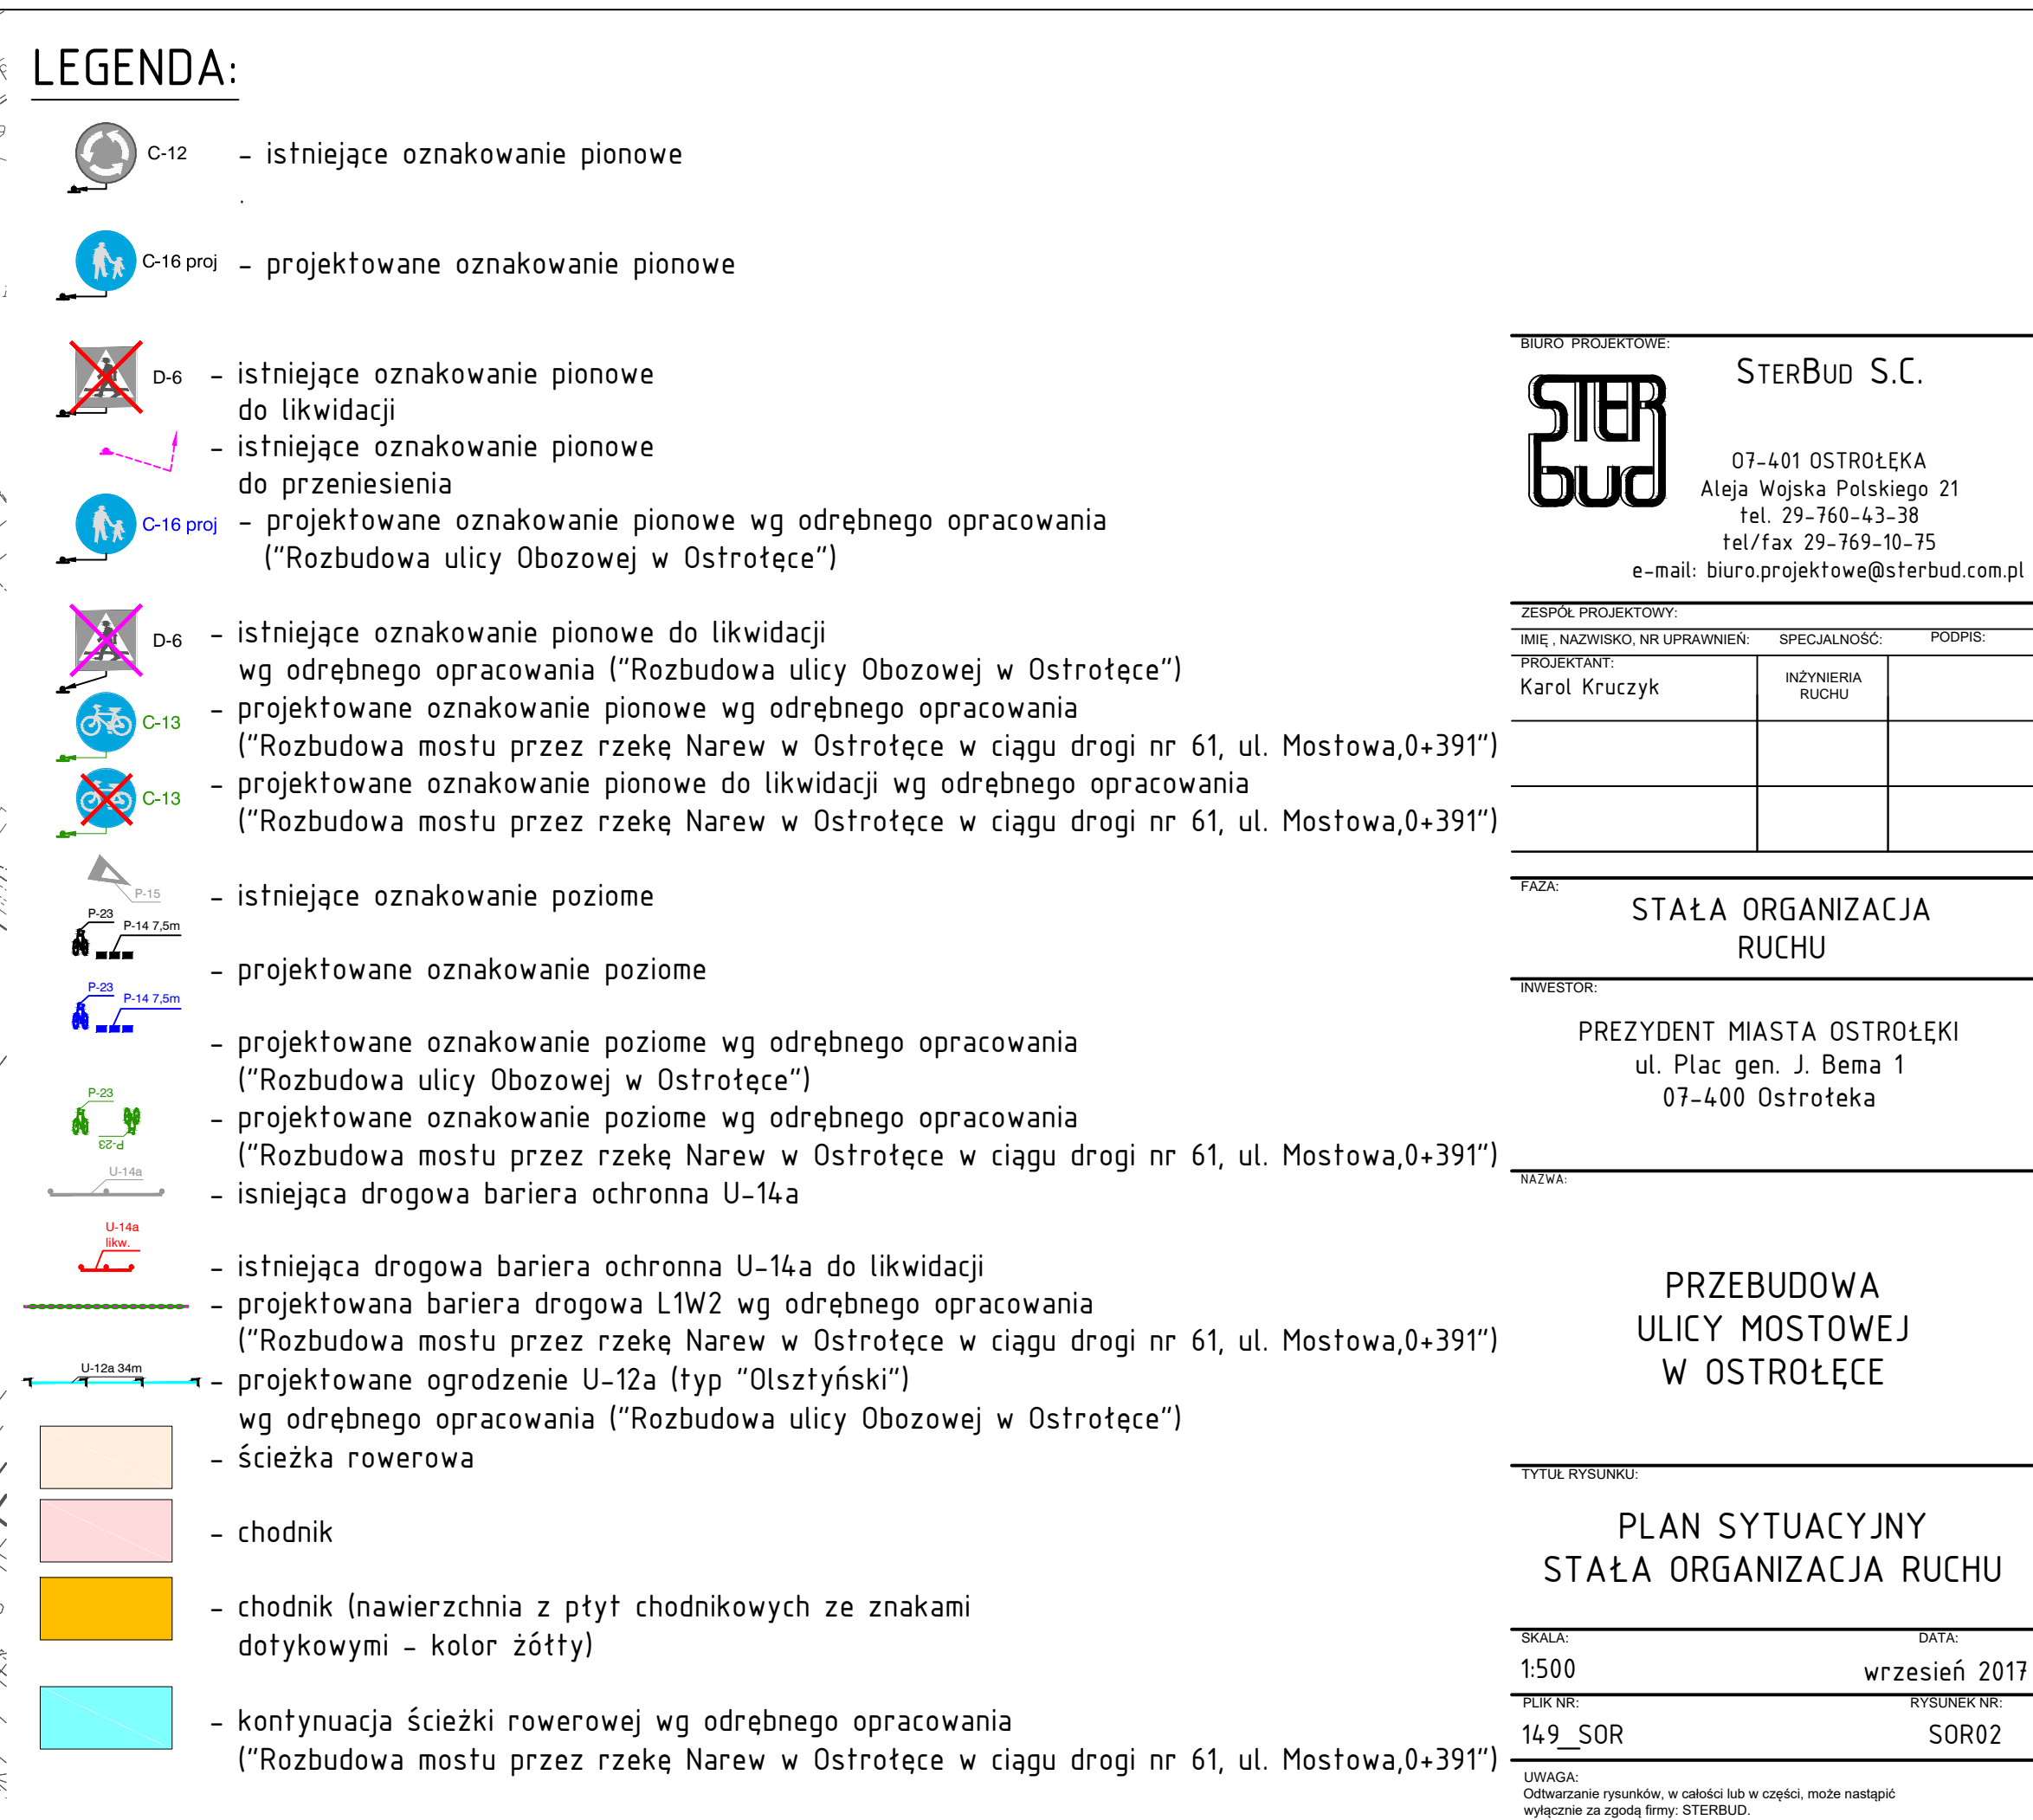 LEGENDA:
C-12 - istniejące oznakowanie pionowe
.
C-16 proj - projektowane oznakowanie pionowe
D-6 - istniejące oznakowanie pionowe
do likwidacji
- istniejące oznakowanie pionowe
do przeniesienia
C-16 proj - projektowane oznakowanie pionowe wg odrębnego opracowania
("Rozbudowa ulicy Obozowej w Ostrołęce")
D-6 - istniejące oznakowanie pionowe do likwidacji
wg odrębnego opracowania ("Rozbudowa ulicy Obozowej w Ostrołęce")
C-13 - projektowane oznakowanie pionowe wg odrębnego opracowania
("Rozbudowa mostu przez rzekę Narew w Ostrołęce w ciągu drogi nr 61, ul. Mostowa,0+391")
C-13 - projektowane oznakowanie pionowe do likwidacji wg odrębnego opracowania
("Rozbudowa mostu przez rzekę Narew w Ostrołęce w ciągu drogi nr 61, ul. Mostowa,0+391")
P-15
- istniejące oznakowanie poziome
P-23
P-14 7,5m
- projektowane oznakowanie poziome
P-23
P-14 7,5m
- projektowane oznakowanie poziome wg odrębnego opracowania
("Rozbudowa ulicy Obozowej w Ostrołęce")
P-23
- projektowane oznakowanie poziome wg odrębnego opracowania
P-23
("Rozbudowa mostu przez rzekę Narew w Ostrołęce w ciągu drogi nr 61, ul. Mostowa,0+391")
U-14a
- isniejąca drogowa bariera ochronna U-14a
U-14a
likw.
- istniejąca drogowa bariera ochronna U-14a do likwidacji
- projektowana bariera drogowa L1W2 wg odrębnego opracowania
("Rozbudowa mostu przez rzekę Narew w Ostrołęce w ciągu drogi nr 61, ul. Mostowa,0+391")
U-12a 34m
- projektowane ogrodzenie U-12a (typ "Olsztyński")
wg odrębnego opracowania ("Rozbudowa ulicy Obozowej w Ostrołęce")
- ścieżka rowerowa
- chodnik
- chodnik (nawierzchnia z płyt chodnikowych ze znakami
dotykowymi - kolor żółty)
- kontynuacja ścieżki rowerowej wg odrębnego opracowania
("Rozbudowa mostu przez rzekę Narew w Ostrołęce w ciągu drogi nr 61, ul. Mostowa,0+391")
BIURO PROJEKTOWE:
STER
bud
STERBUD S.C.
07-401 OSTROŁĘKA
Aleja Wojska Polskiego 21
tel. 29-760-43-38
tel/fax 29-769-10-75
e-mail: biuro.projektowe@sterbud.com.pl
ZESPÓŁ PROJEKTOWY:
IMIĘ , NAZWISKO, NR UPRAWNIEŃ: SPECJALNOŚĆ: PODPIS:
PROJEKTANT:
Karol Kruczyk
INŻYNIERIA
RUCHU
FAZA:
STAŁA ORGANIZACJA
RUCHU
INWESTOR:
PREZYDENT MIASTA OSTROŁĘKI
ul. Plac gen. J. Bema 1
07-400 Ostrołeka
NAZWA:
PRZEBUDOWA
ULICY MOSTOWEJ
W OSTROŁĘCE
TYTUŁ RYSUNKU:
PLAN SYTUACYJNY
STAŁA ORGANIZACJA RUCHU
SKALA: DATA:
1:500 wrzesień 2017
PLIK NR: RYSUNEK NR:
149_SOR SOR02
UWAGA:
Odtwarzanie rysunków, w całości lub w części, może nastąpić
wyłącznie za zgodą firmy: STERBUD.